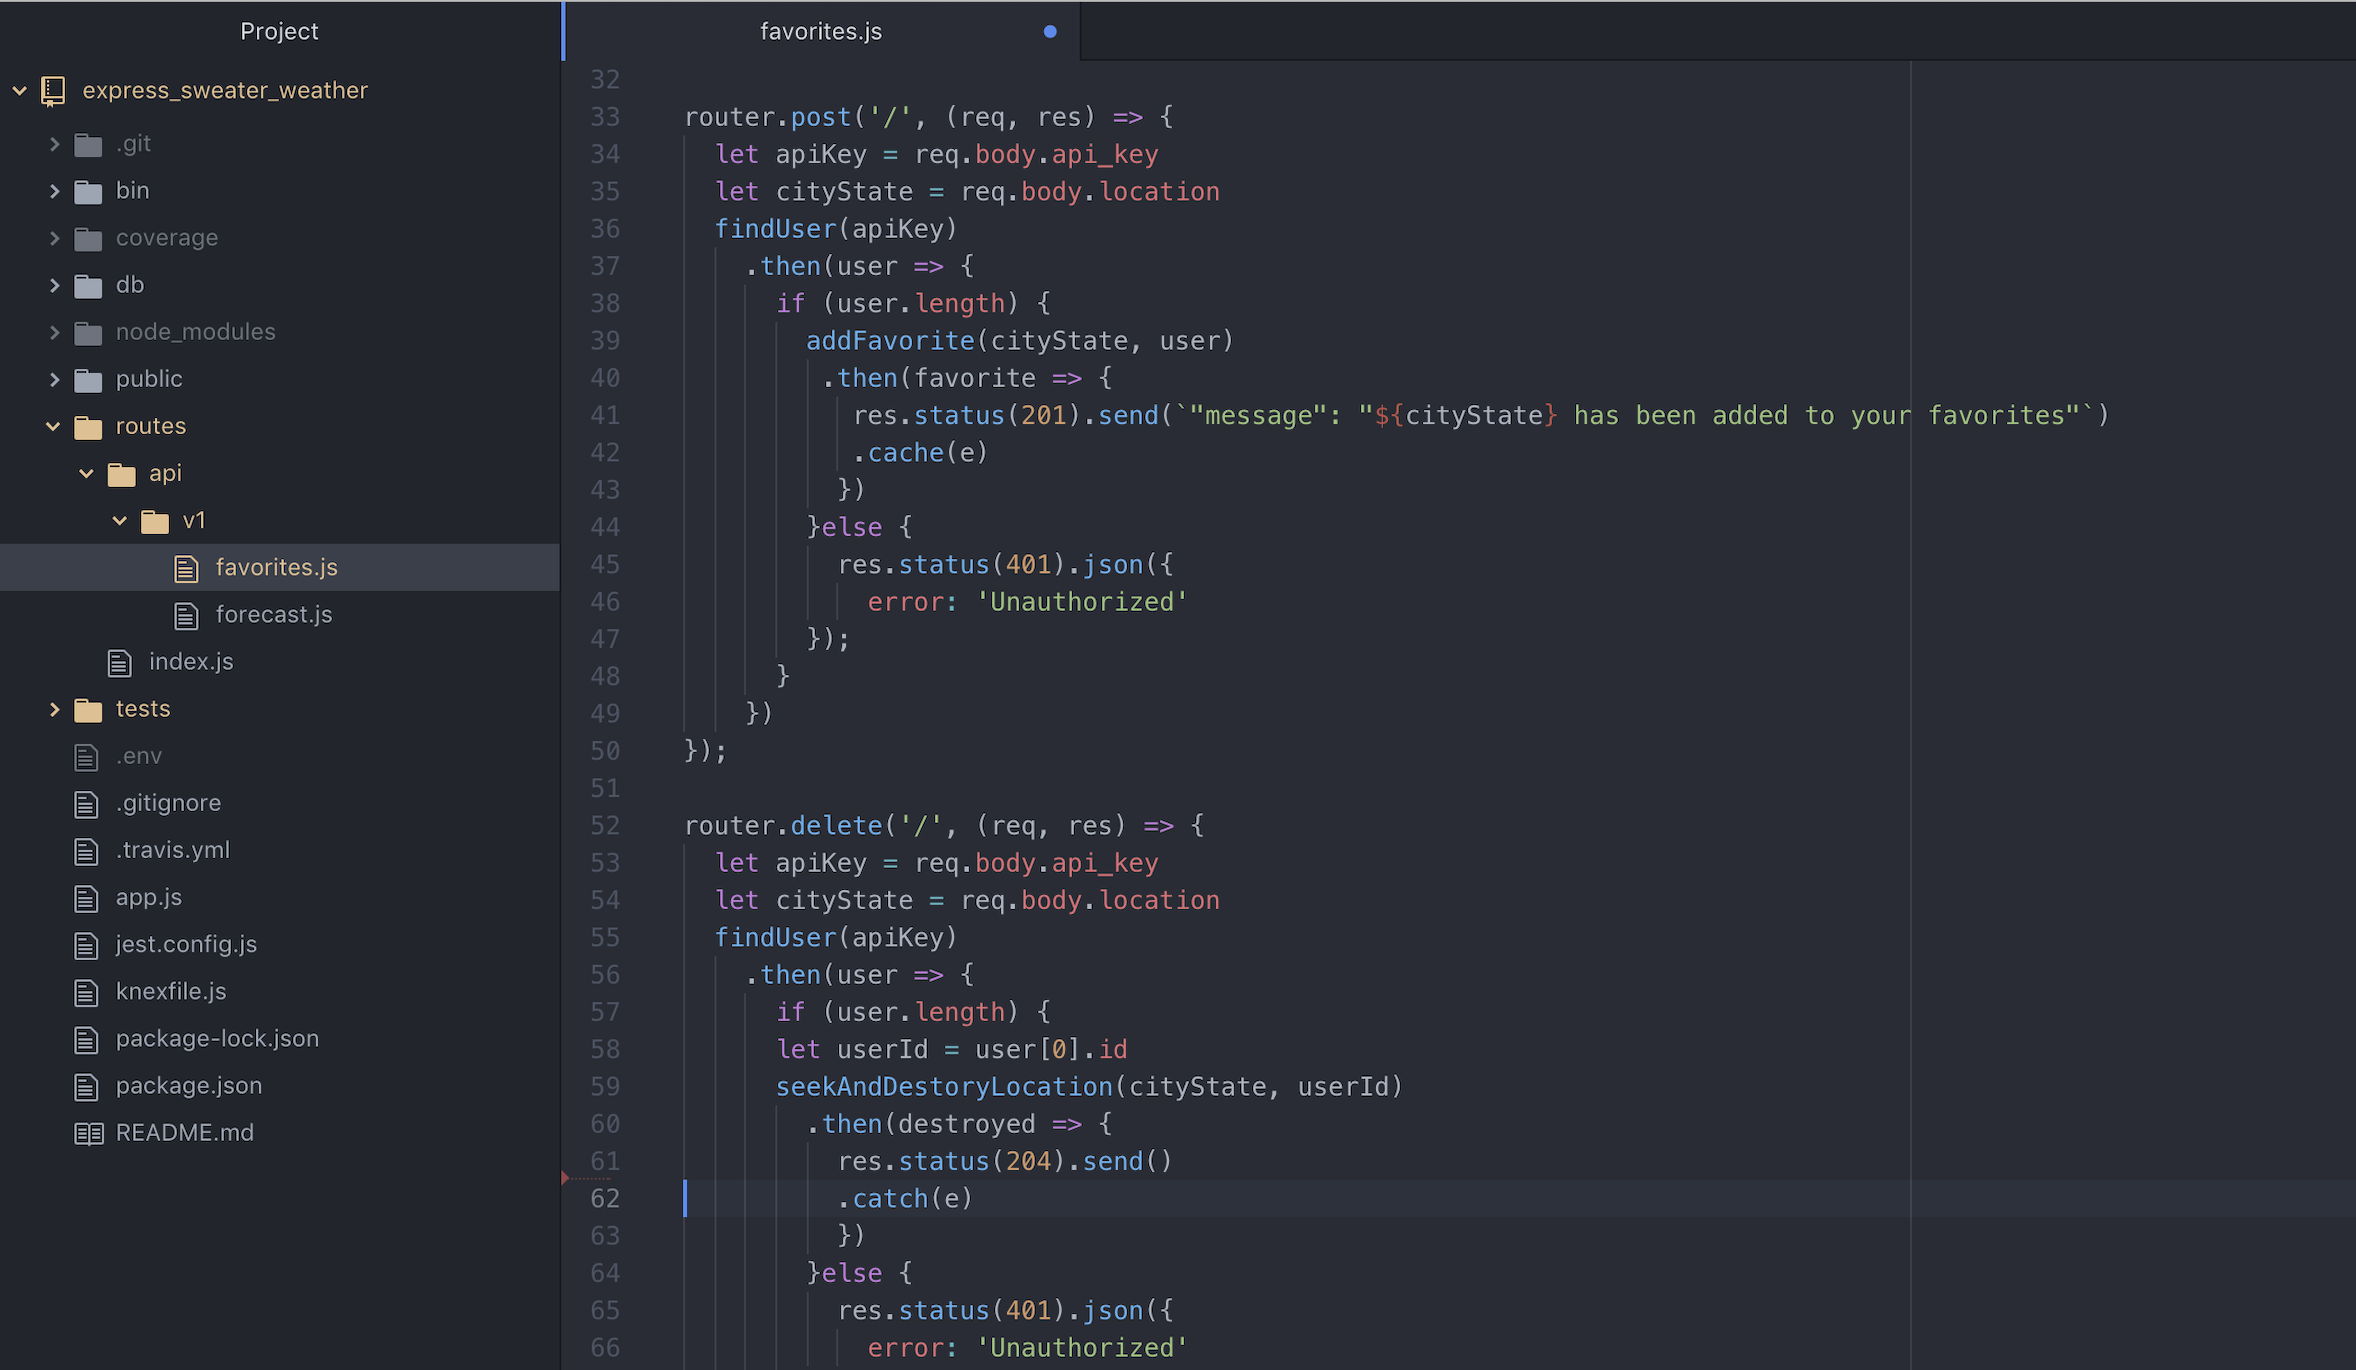 Project
express_sweater_weather
.git
bin
coverage
db
node_modules
public
routes
api
v1
favorites.js
forecast.js
index.js
tests
.env
.gitignore
.travis.yml
app.js
jest.config.js
knexfile.js
package-lock.json
package.json
README.md
favorites.js
32
33 router.post('/', (req, res) => {
34 let apiKey = req.body.api_key
35 let cityState = req.body.location
36 findUser(apiKey)
37 .then(user => {
38 if (user.length) {
39 addFavorite(cityState, user)
40 .then(favorite => {
41 res.status(201).send(`"message": "${cityState} has been added to your favorites"`)
42 .cache(e)
43 })
44 }else {
45 res.status(401).json({
46 error: 'Unauthorized'
47 });
48 }
49 })
50 });
51
52 router.delete('/', (req, res) => {
53 let apiKey = req.body.api_key
54 let cityState = req.body.location
55 findUser(apiKey)
56 .then(user => {
57 if (user.length) {
58 let userId = user[0].id
59 seekAndDestoryLocation(cityState, userId)
60 .then(destroyed => {
61 res.status(204).send()
62 .catch(e)
63 })
64 }else {
65 res.status(401).json({
66 error: 'Unauthorized'